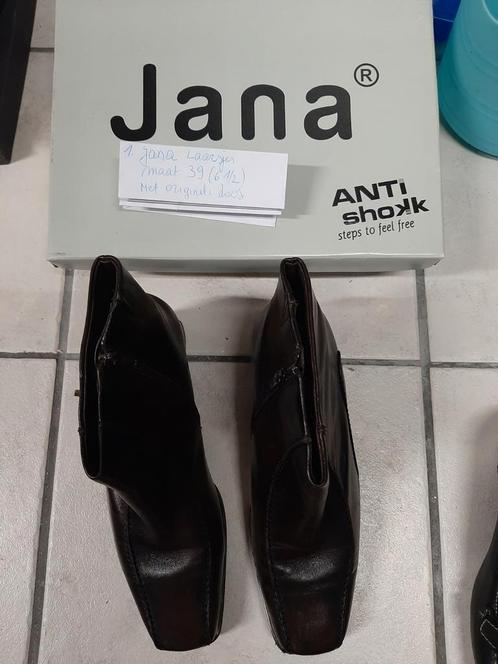 Jana®
1. Jana Laarsjes
maat 39 (6 1/2)
Met originele doos
ANTI
shokk
steps to feel free